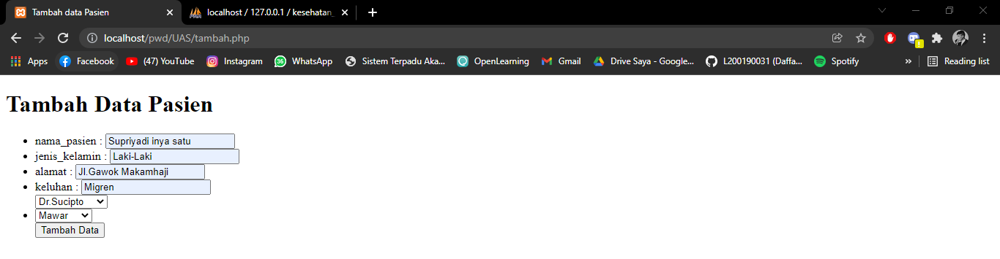 Tambah data Pasien
localhost / 127.0.0.1 / kesehatan_
localhost/pwd/UAS/tambah.php
Apps Facebook (47) YouTube Instagram WhatsApp Sistem Terpadu Aka... OpenLearning Gmail Drive Saya - Google... L200190031 (Daffa... Spotify » Reading list
Tambah Data Pasien
nama_pasien : Supriyadi inya satu
jenis_kelamin : Laki-Laki
alamat : Jl.Gawok Makamhaji
keluhan : Migren
Dr.Sucipto
Mawar
Tambah Data